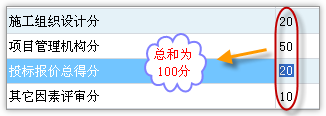 施工组织设计分 20
项目管理机构分 50
投标报价总得分 20
其它因素评审分 10
总和为
100分